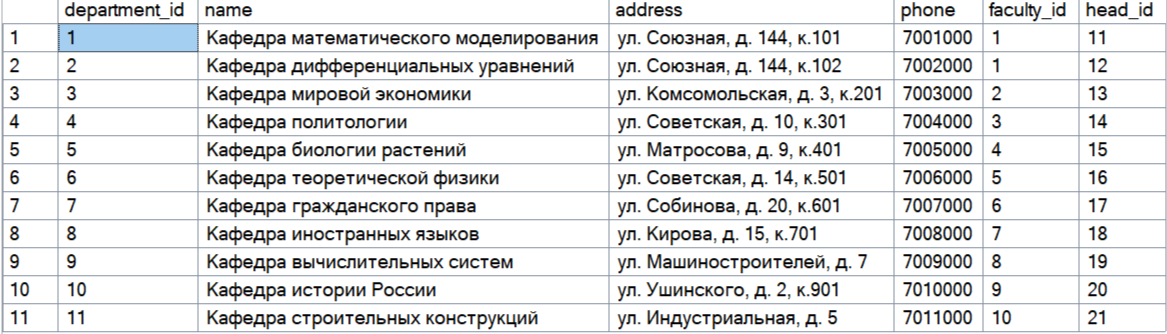 department_id name address phone faculty_id head_id
1 1 Кафедра математического моделирования ул. Союзная, д. 144, к.101 7001000 1 11
2 2 Кафедра дифференциальных уравнений ул. Союзная, д. 144, к.102 7002000 1 12
3 3 Кафедра мировой экономики ул. Комсомольская, д. 3, к.201 7003000 2 13
4 4 Кафедра политологии ул. Советская, д. 10, к.301 7004000 3 14
5 5 Кафедра биологии растений ул. Матросова, д. 9, к.401 7005000 4 15
6 6 Кафедра теоретической физики ул. Советская, д. 14, к.501 7006000 5 16
7 7 Кафедра гражданского права ул. Собинова, д. 20, к.601 7007000 6 17
8 8 Кафедра иностранных языков ул. Кирова, д. 15, к.701 7008000 7 18
9 9 Кафедра вычислительных систем ул. Машиностроителей, д. 7 7009000 8 19
10 10 Кафедра истории России ул. Ушинского, д. 2, к.901 7010000 9 20
11 11 Кафедра строительных конструкций ул. Индустриальная, д. 5 7011000 10 21